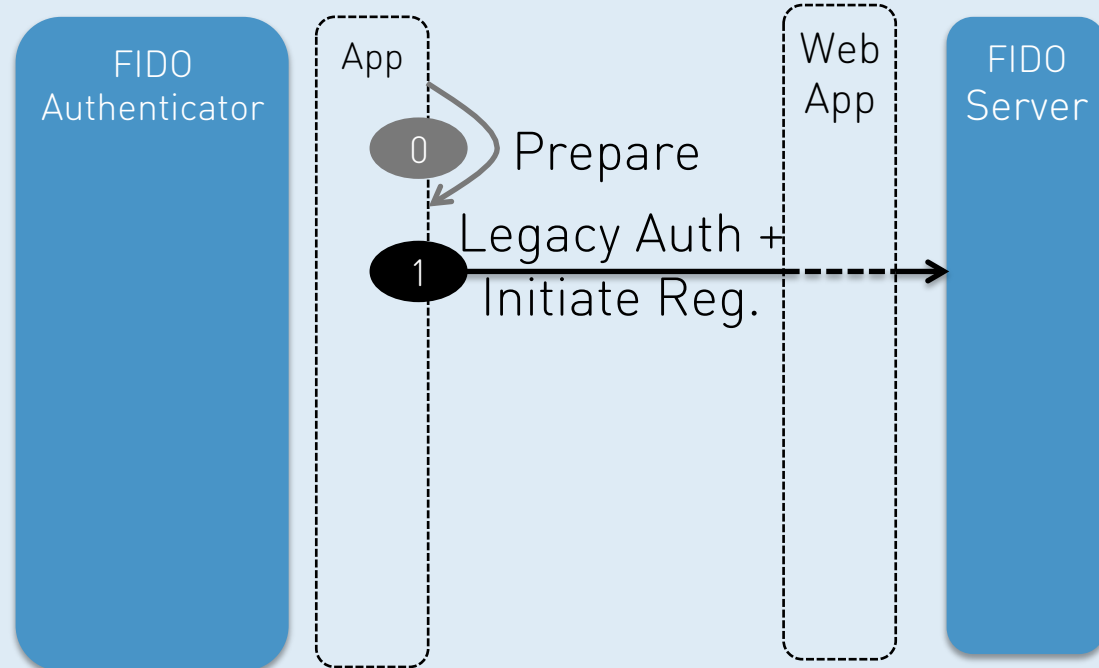 FIDO
Authenticator
App
Web
App
FIDO
Server
0
Prepare
Legacy Auth +
1
Initiate Reg.